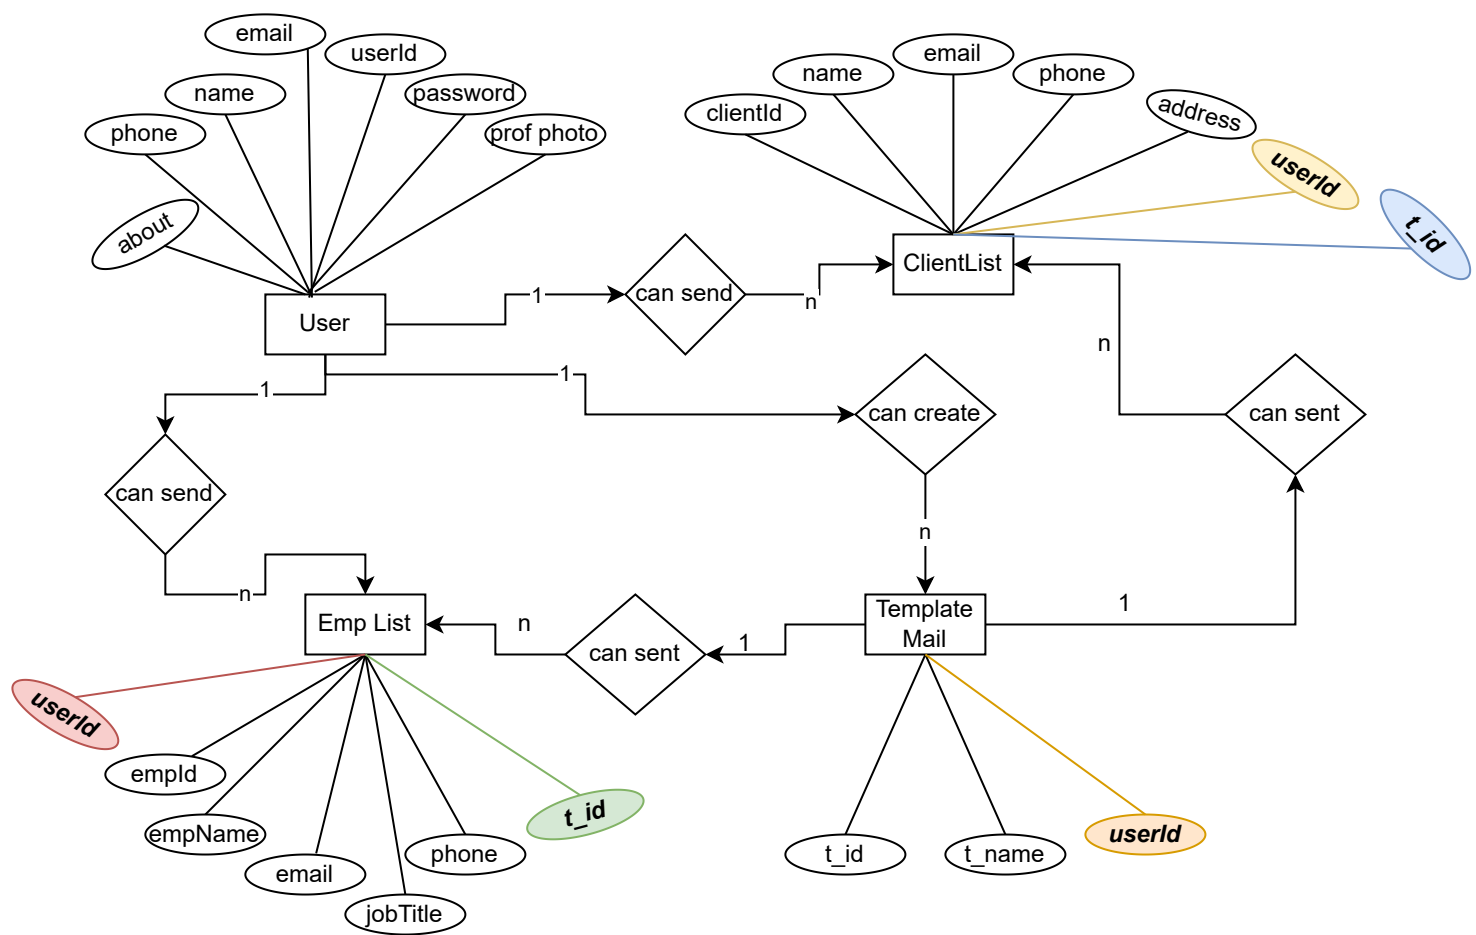 email
userId
name
password
phone
prof photo
about
User
email
name
phone
clientId
address
userId
t_id
ClientList
1
can send
n
1
1
can create
n
can sent
can send
n
n
Emp List
n
can sent
1
Template
Mail
1
userId
empId
empName
email
jobTitle
phone
t_id
t_id
t_name
userId